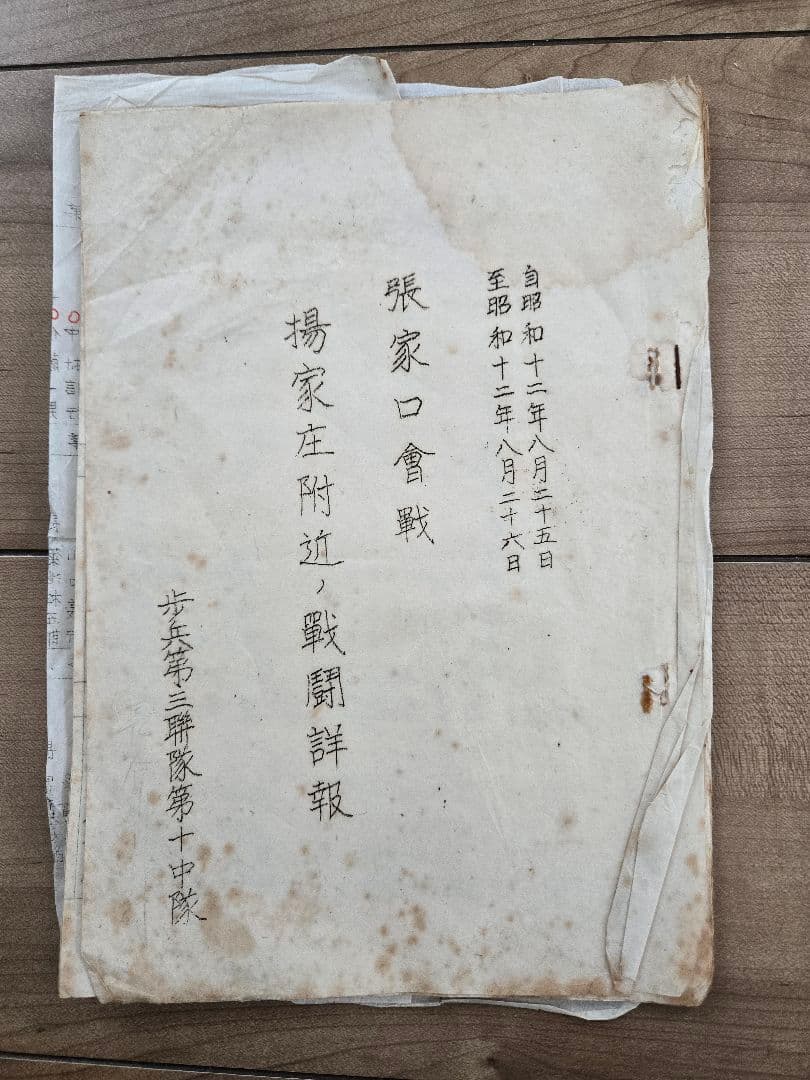 自昭和十二年八月二十五日
至昭和十二年八月二十六日
張家口會戰
揚家庄附近ノ戰鬪詳報
步兵第三聯隊第十中隊